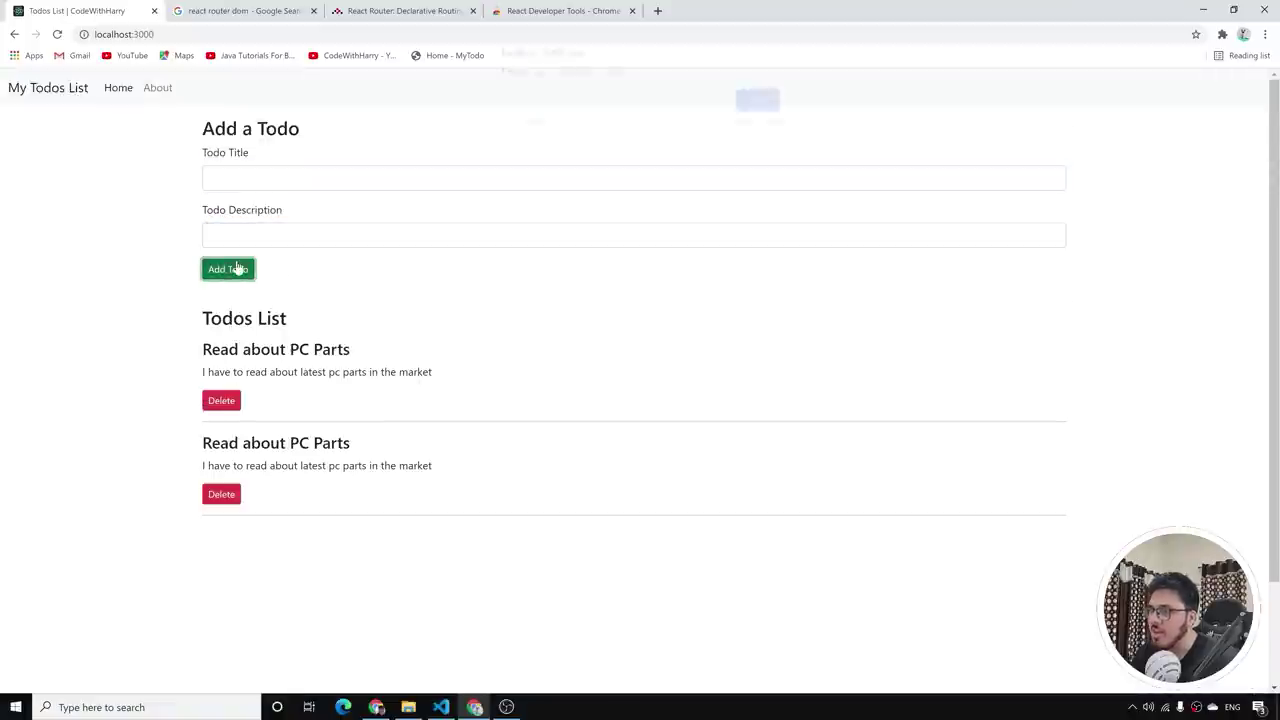 Todos List | CodeWithHarry
react router dom - Google Sear
React Router: Declarative Routin
React Developer Tools - Chrome
localhost:3000
Apps
Gmail
YouTube
Maps
Java Tutorials For B...
CodeWithHarry - Y...
Home - MyTodo
Reading list
My Todos List
Home
About
Add a Todo
Todo Title
Todo Description
Add Todo
Todos List
Read about PC Parts
I have to read about latest pc parts in the market
Delete
Read about PC Parts
I have to read about latest pc parts in the market
Delete
Type here to search
ENG